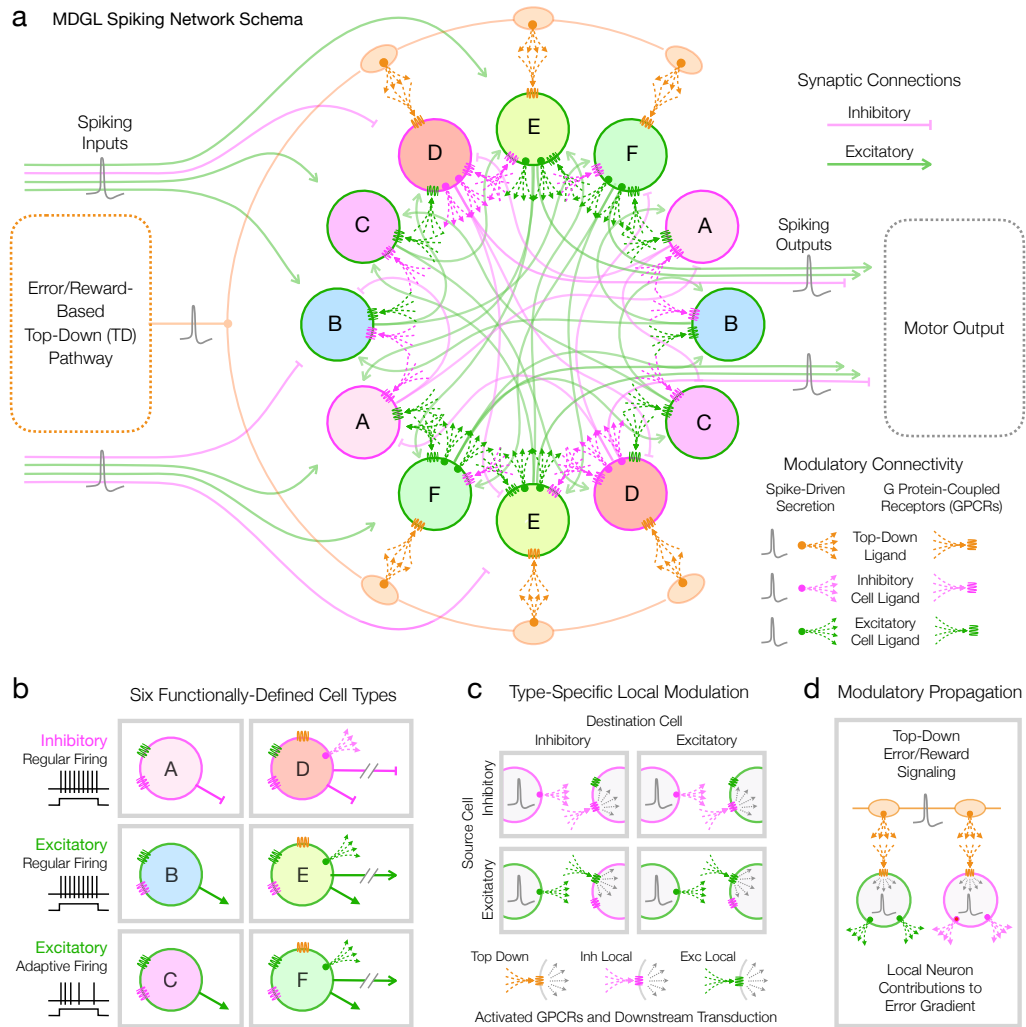 a MDGL Spiking Network Schema
Spiking
Inputs
Synaptic Connections
Inhibitory
Excitatory
Error/Reward-
Based
Top-Down (TD)
Pathway
E
D
F
C
A
B
B
A
C
F
D
E
Spiking
Outputs
Motor Output
Modulatory Connectivity
Spike-Driven
Secretion
G Protein-Coupled
Receptors (GPCRs)
Top-Down
Ligand
Inhibitory
Cell Ligand
Excitatory
Cell Ligand
b Six Functionally-Defined Cell Types
Inhibitory
Regular Firing
A
D
Excitatory
Regular Firing
B
E
Excitatory
Adaptive Firing
C
F
c Type-Specific Local Modulation
Destination Cell
Inhibitory
Excitatory
Source Cell
Inhibitory
Excitatory
Top Down
Inh Local
Exc Local
Activated GPCRs and Downstream Transduction
d Modulatory Propagation
Top-Down
Error/Reward
Signaling
Local Neuron
Contributions to
Error Gradient